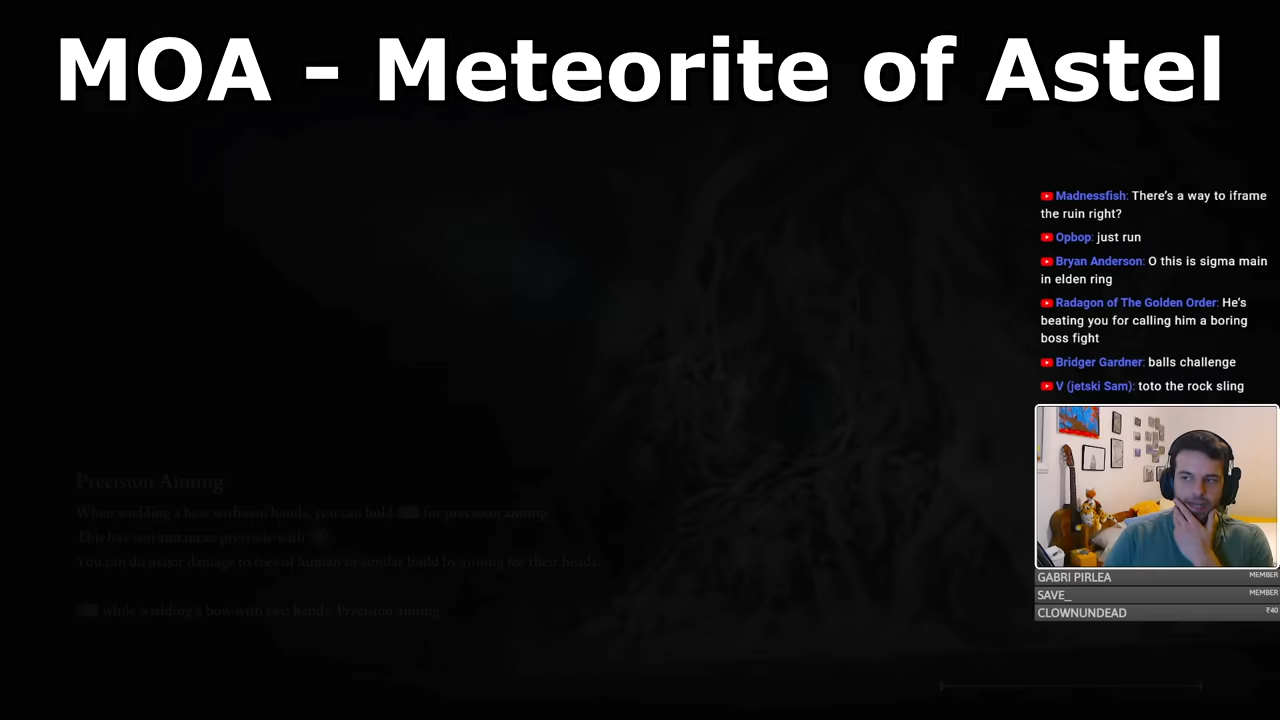 MOA - Meteorite of Astel
Madnessfish: There's a way to iframe
the ruin right?
Opbop: just run
Bryan Anderson: O this is sigma main
in elden ring
Radagon of The Golden Order: He's
beating you for calling him a boring
boss fight
Bridger Gardner: balls challenge
V (jetski Sam): toto the rock sling
Precision Aiming
When wielding a bow with two hands, you can hold for precision aiming.
You can do major damage to foes of human or similar build by aiming for their heads.
while wielding a bow with two hands: Precision aiming
GABRI PIRLEA MEMBER
SAVE_ MEMBER
CLOWNUNDEAD ₹40